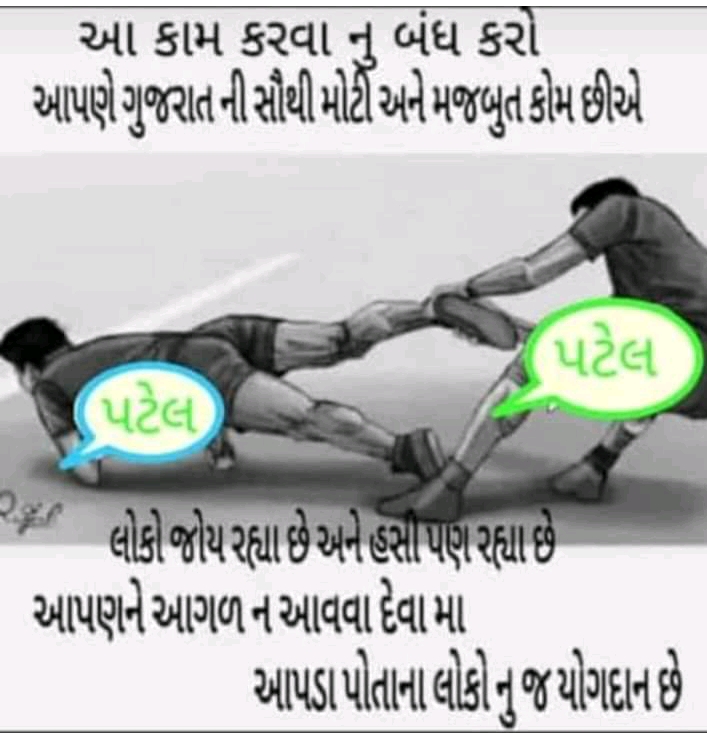 આ કામ કરવા નુ બંધ કરો
આપણે ગુજરાત ની સૌથી મોટી અને મજબુત કોમ છીએ
પટેલ
પટેલ
લોકો જોય રહ્યા છે અને હસી પણ રહ્યા છે
આપણને આગળ ન આવવા દેવા મા
આપડા પોતાના લોકો નુ જ યોગદાન છે